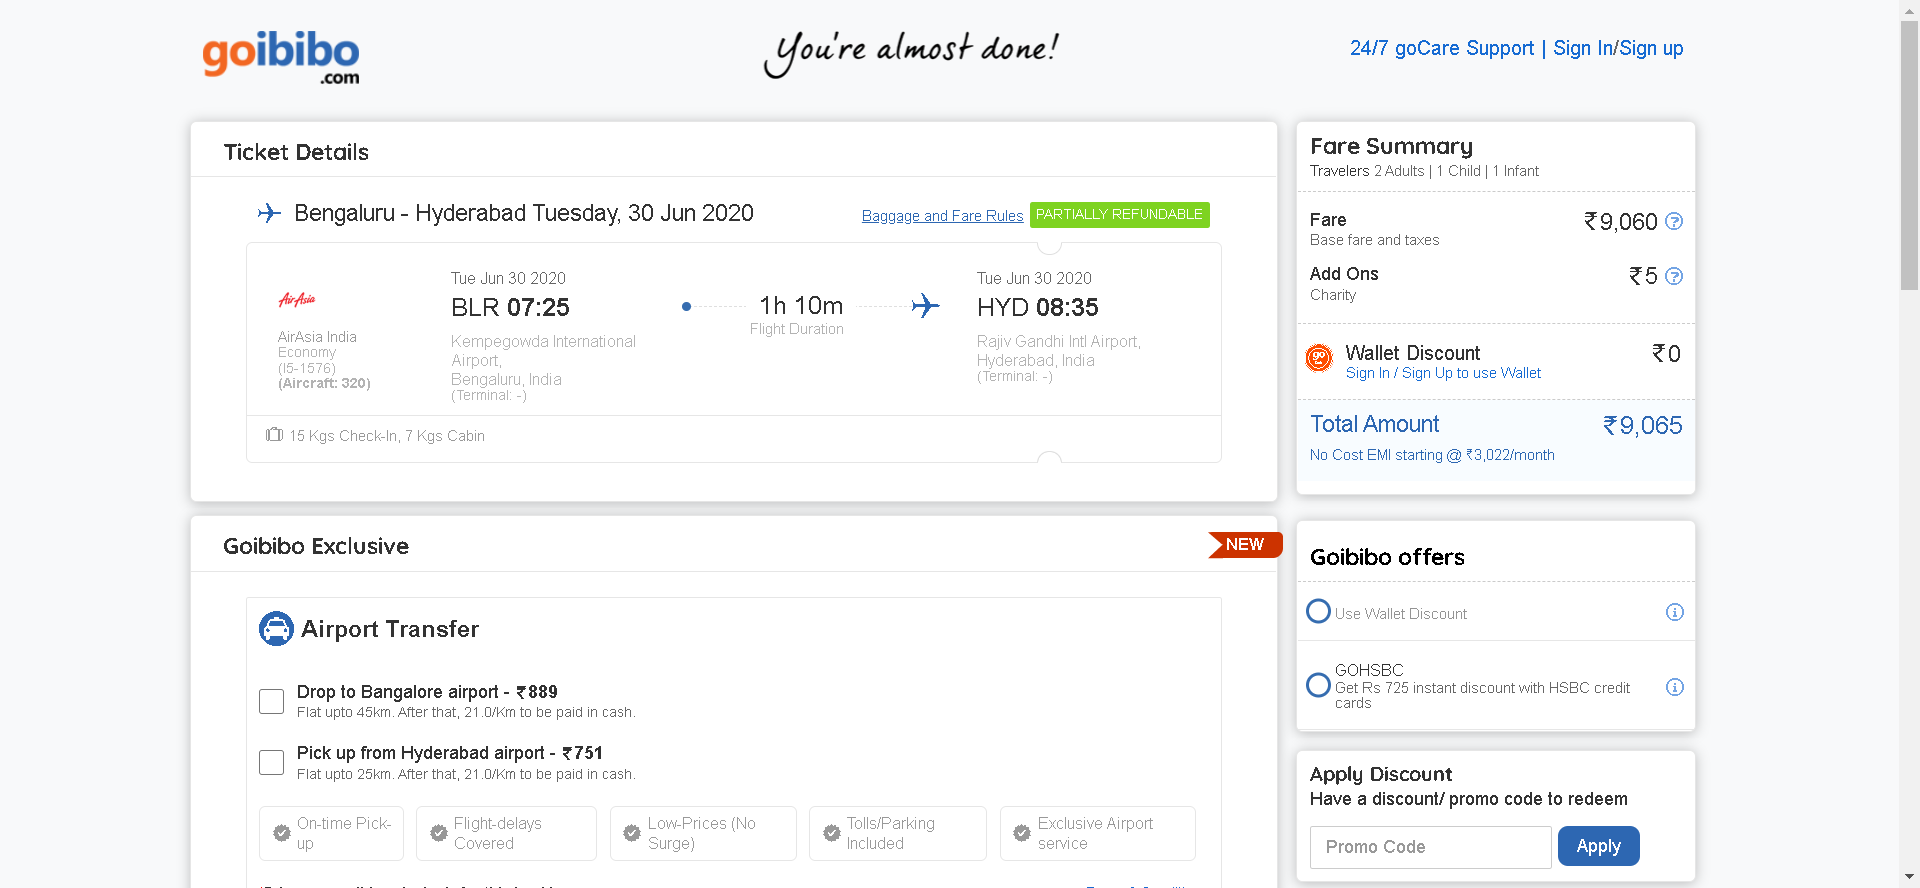 goibibo
.com
You're almost done!
24/7 goCare Support | Sign In/Sign up
Ticket Details
Bengaluru - Hyderabad Tuesday, 30 Jun 2020
Baggage and Fare Rules
PARTIALLY REFUNDABLE
AirAsia
AirAsia India
Economy
(I5-1576)
(Aircraft: 320)
Tue Jun 30 2020
BLR 07:25
Kempegowda International
Airport,
Bengaluru, India
(Terminal: -)
1h 10m
Flight Duration
Tue Jun 30 2020
HYD 08:35
Rajiv Gandhi Intl Airport,
Hyderabad, India
(Terminal: -)
15 Kgs Check-In, 7 Kgs Cabin
Goibibo Exclusive
NEW
Airport Transfer
Drop to Bangalore airport - ₹889
Flat upto 45km. After that, 21.0/Km to be paid in cash.
Pick up from Hyderabad airport - ₹751
Flat upto 25km. After that, 21.0/Km to be paid in cash.
On-time Pick-
up
Flight-delays
Covered
Low-Prices (No
Surge)
Tolls/Parking
Included
Exclusive Airport
service
Fare Summary
Travelers 2 Adults | 1 Child | 1 Infant
Fare
₹9,060
Base fare and taxes
Add Ons
₹5
Charity
go
Wallet Discount
₹0
Sign In / Sign Up to use Wallet
Total Amount
₹9,065
No Cost EMI starting @ ₹3,022/month
Goibibo offers
Use Wallet Discount
GOHSBC
Get Rs 725 instant discount with HSBC credit
cards
Apply Discount
Have a discount/ promo code to redeem
Promo Code
Apply